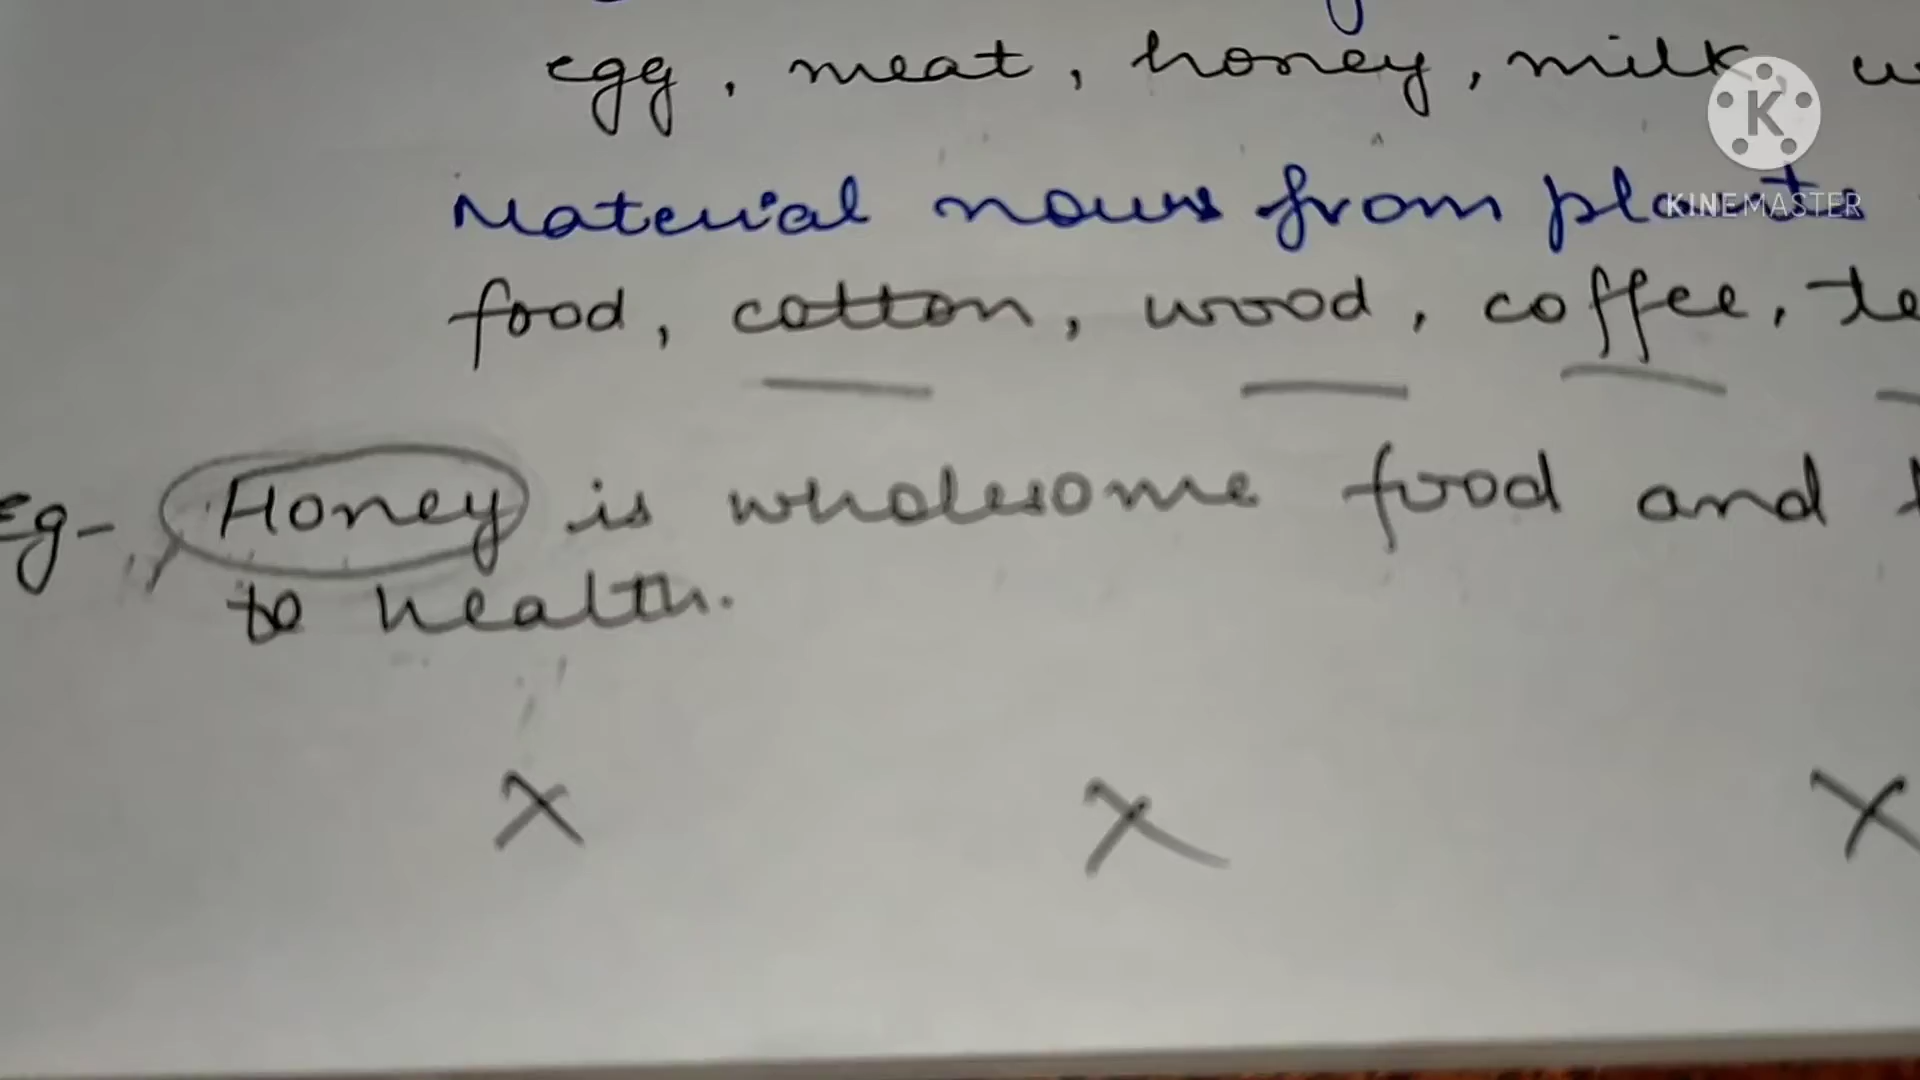 egg, meat, honey, milk,
Material nouns from plants
food, cotton, wood, coffee,
Eg- Honey is wholesome food and
to health.
x x x
K
KINEMASTER